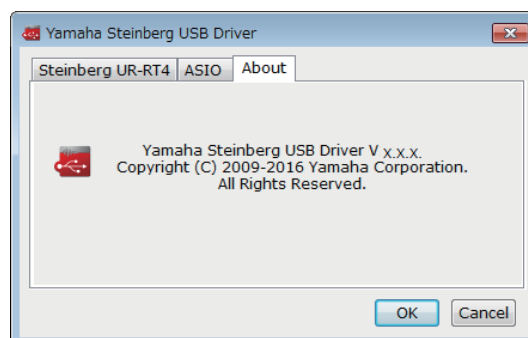 Yamaha Steinberg USB Driver
Steinberg UR-RT4 ASIO About
Yamaha Steinberg USB Driver V x.x.x.
Copyright (C) 2009-2016 Yamaha Corporation.
All Rights Reserved.
OK Cancel